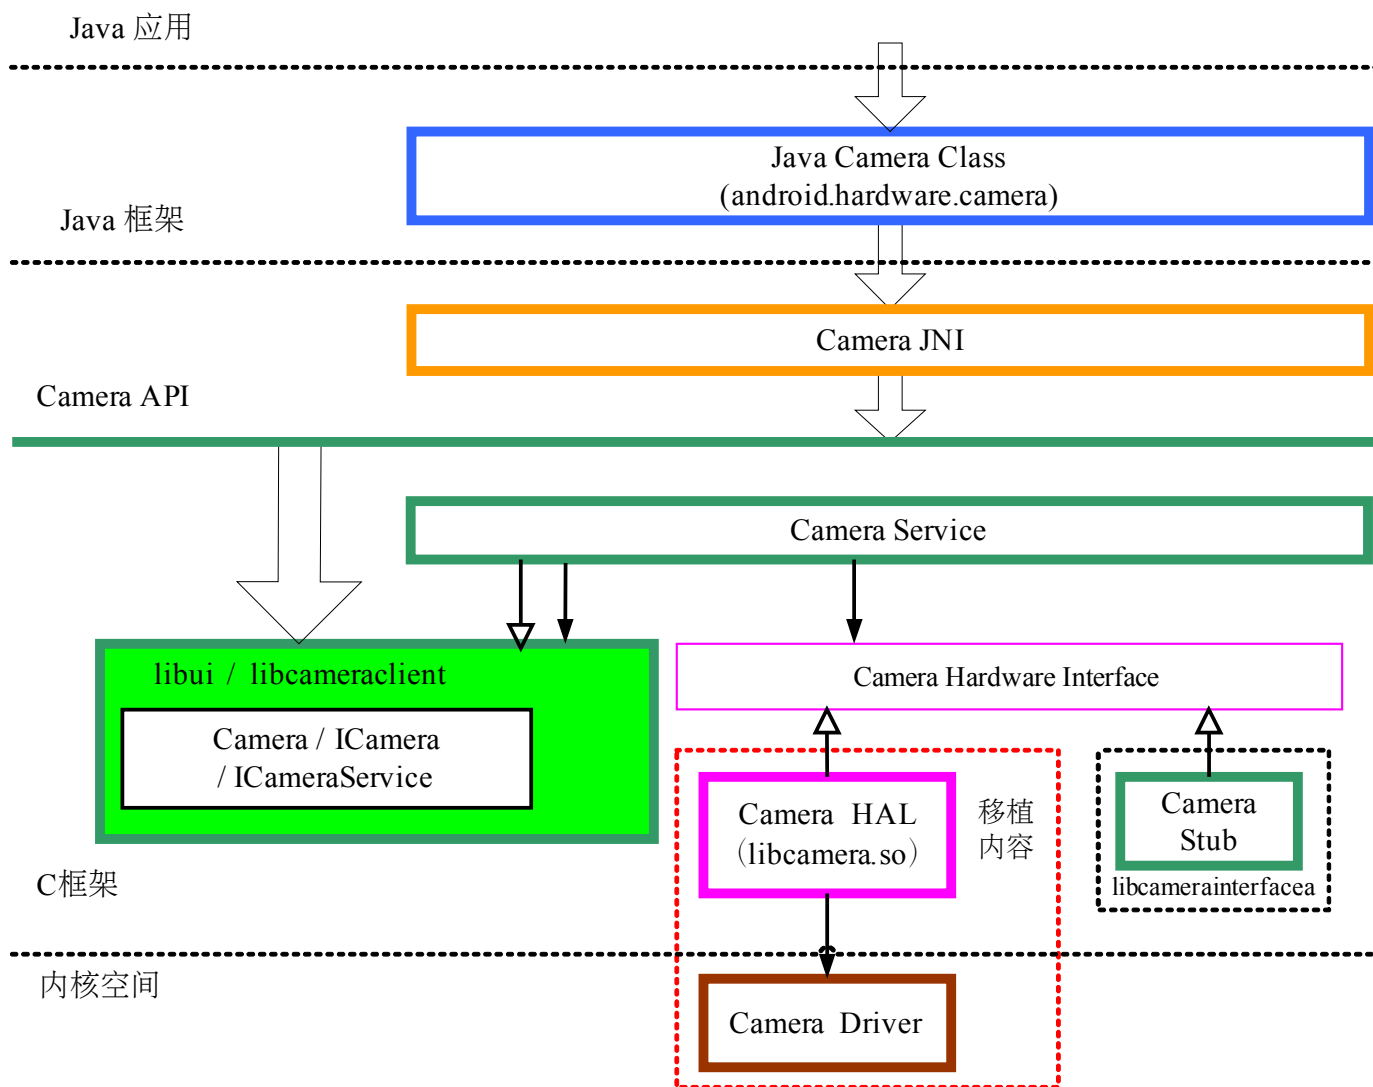 Java 应用
Java Camera Class
(android.hardware.camera)
Java 框架
Camera JNI
Camera API
Camera Service
libui / libcameraclient
Camera / ICamera
/ ICameraService
Camera Hardware Interface
Camera HAL
（libcamera.so）
移植
内容
Camera
Stub
libcamerainterfacea
C框架
内核空间
Camera Driver